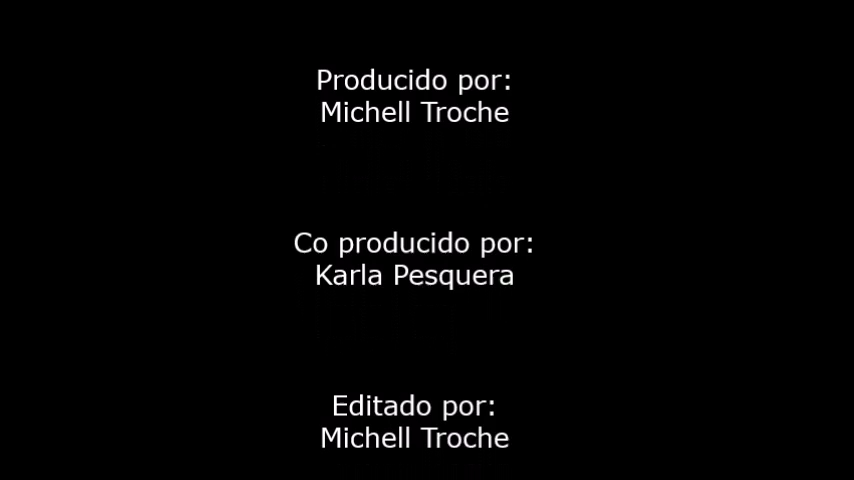 Producido por:
Michell Troche
Co producido por:
Karla Pesquera
Editado por:
Michell Troche